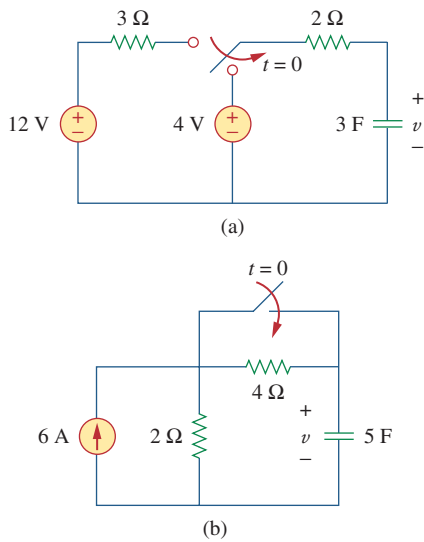 3 Ω 2 Ω
t = 0
12 V + − 4 V + − 3 F + v −
(a)
t = 0
4 Ω
6 A 2 Ω + v − 5 F
(b)